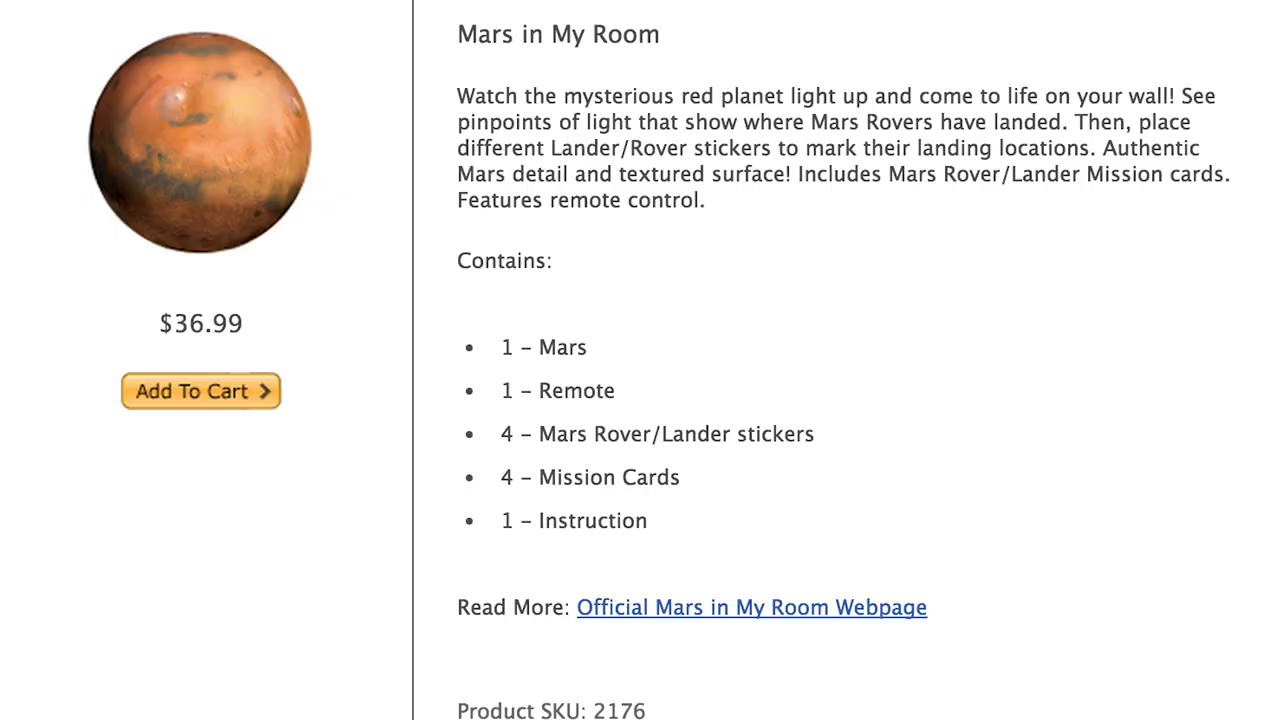 Mars in My Room
Watch the mysterious red planet light up and come to life on your wall! See
pinpoints of light that show where Mars Rovers have landed. Then, place
different Lander/Rover stickers to mark their landing locations. Authentic
Mars detail and textured surface! Includes Mars Rover/Lander Mission cards.
Features remote control.
Contains:
$36.99
Add To Cart
1 – Mars
1 – Remote
4 – Mars Rover/Lander stickers
4 – Mission Cards
1 – Instruction
Read More: Official Mars in My Room Webpage
Product SKU: 2176